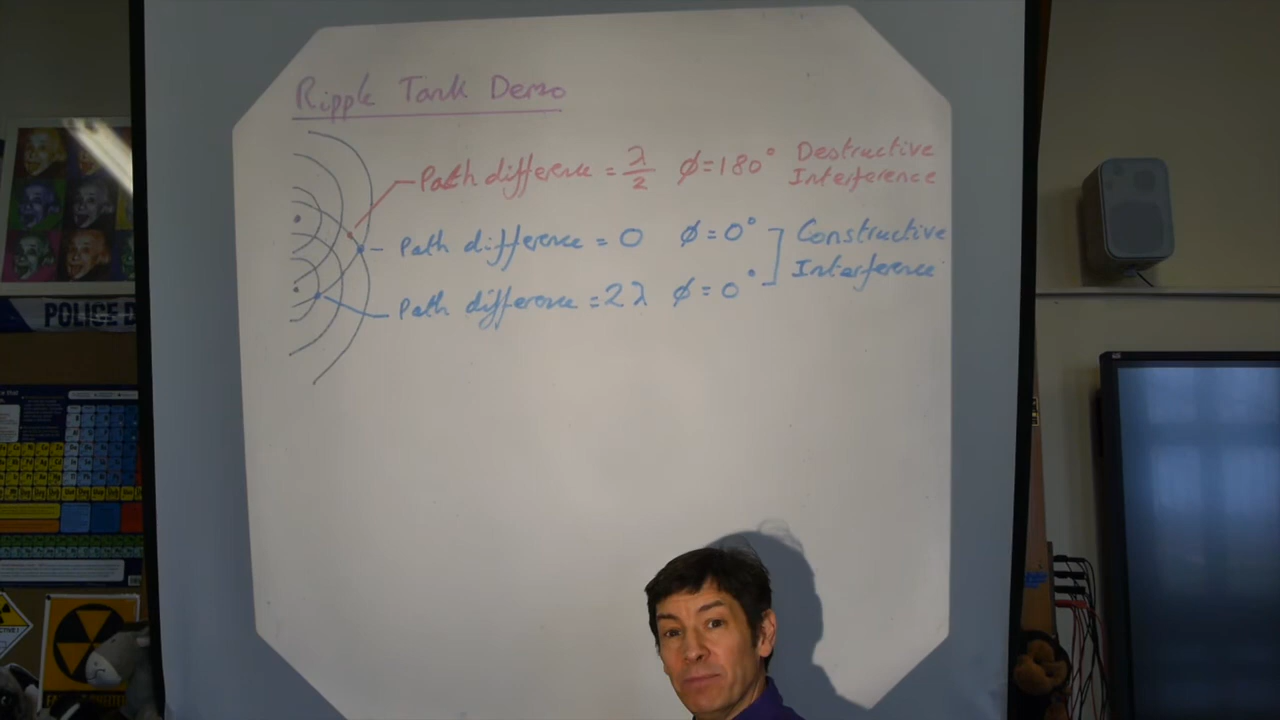 Ripple Tank Demo
Path difference = λ/2 φ=180° Destructive Interference
Path difference = 0 φ=0° Constructive
Path difference = 2λ φ=0° Interference
POLICE D